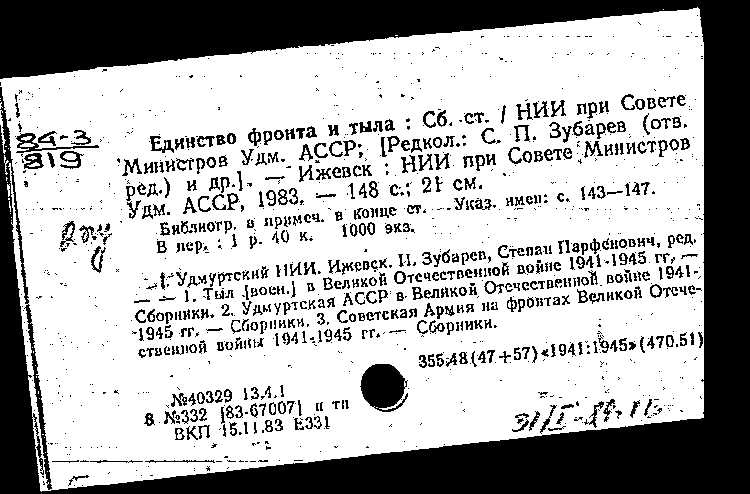 84-3
819
Единство фронта и тыла : Сб. ст. / НИИ при Совете
Министров Удм. АССР; [Редкол.: С. П. Зубарев (отв.
ред.) и др.]. — Ижевск : НИИ при Совете Министров
Удм. АССР, 1983. — 148 с.; 21 см.
Библиогр. в примеч. в конце ст. — Указ. имен: с. 143—147.
В пер. : 1 р. 40 к. 1000 экз.
— 1. Удмуртский НИИ. Ижевск. II. Зубарев, Степан Парфенович, ред.
— — 1. Тыл [воен.] в Великой Отечественной войне 1941-1945 гг. —
Сборники. 2. Удмуртская АССР в Великой Отечественной войне 1941-
-1945 гг. — Сборники. 3. Советская Армия на фронтах Великой Отече-
ственной войны 1941-1945 гг. — Сборники.
355.48(47+57)«1941:1945»(470.51)
№40329 13.4.1
8 №332 [83-67007] п тп
ВКП 15.11.83 Е331